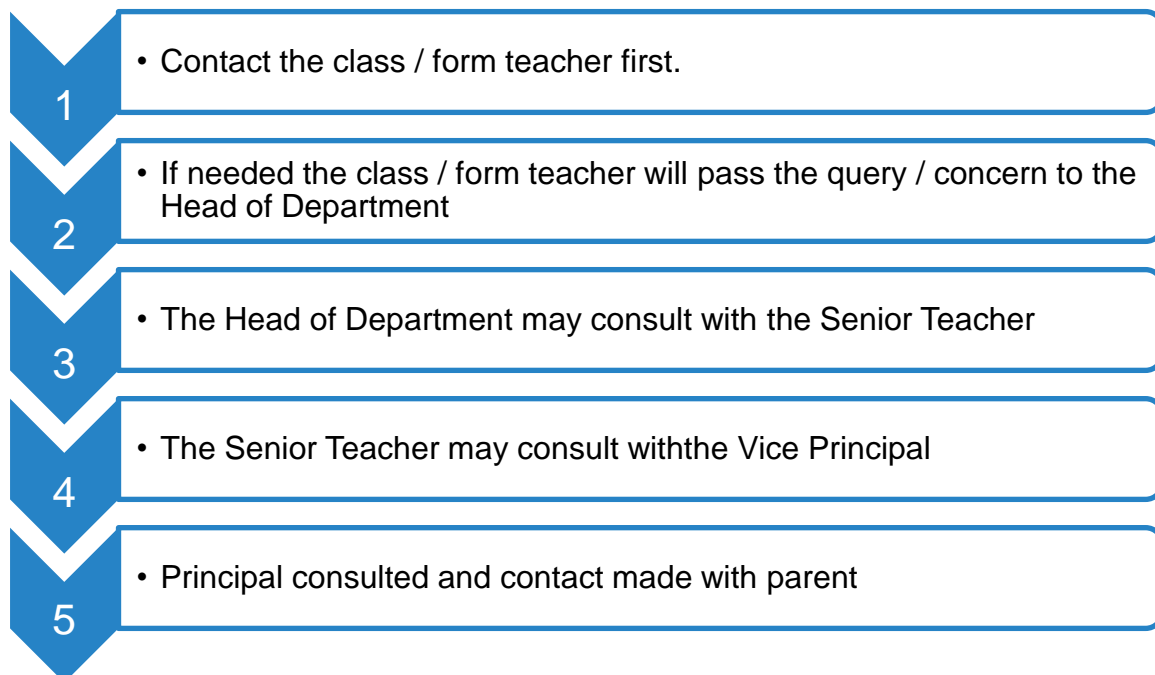 1
• Contact the class / form teacher first.
2
• If needed the class / form teacher will pass the query / concern to the
Head of Department
3
• The Head of Department may consult with the Senior Teacher
4
• The Senior Teacher may consult withthe Vice Principal
5
• Principal consulted and contact made with parent